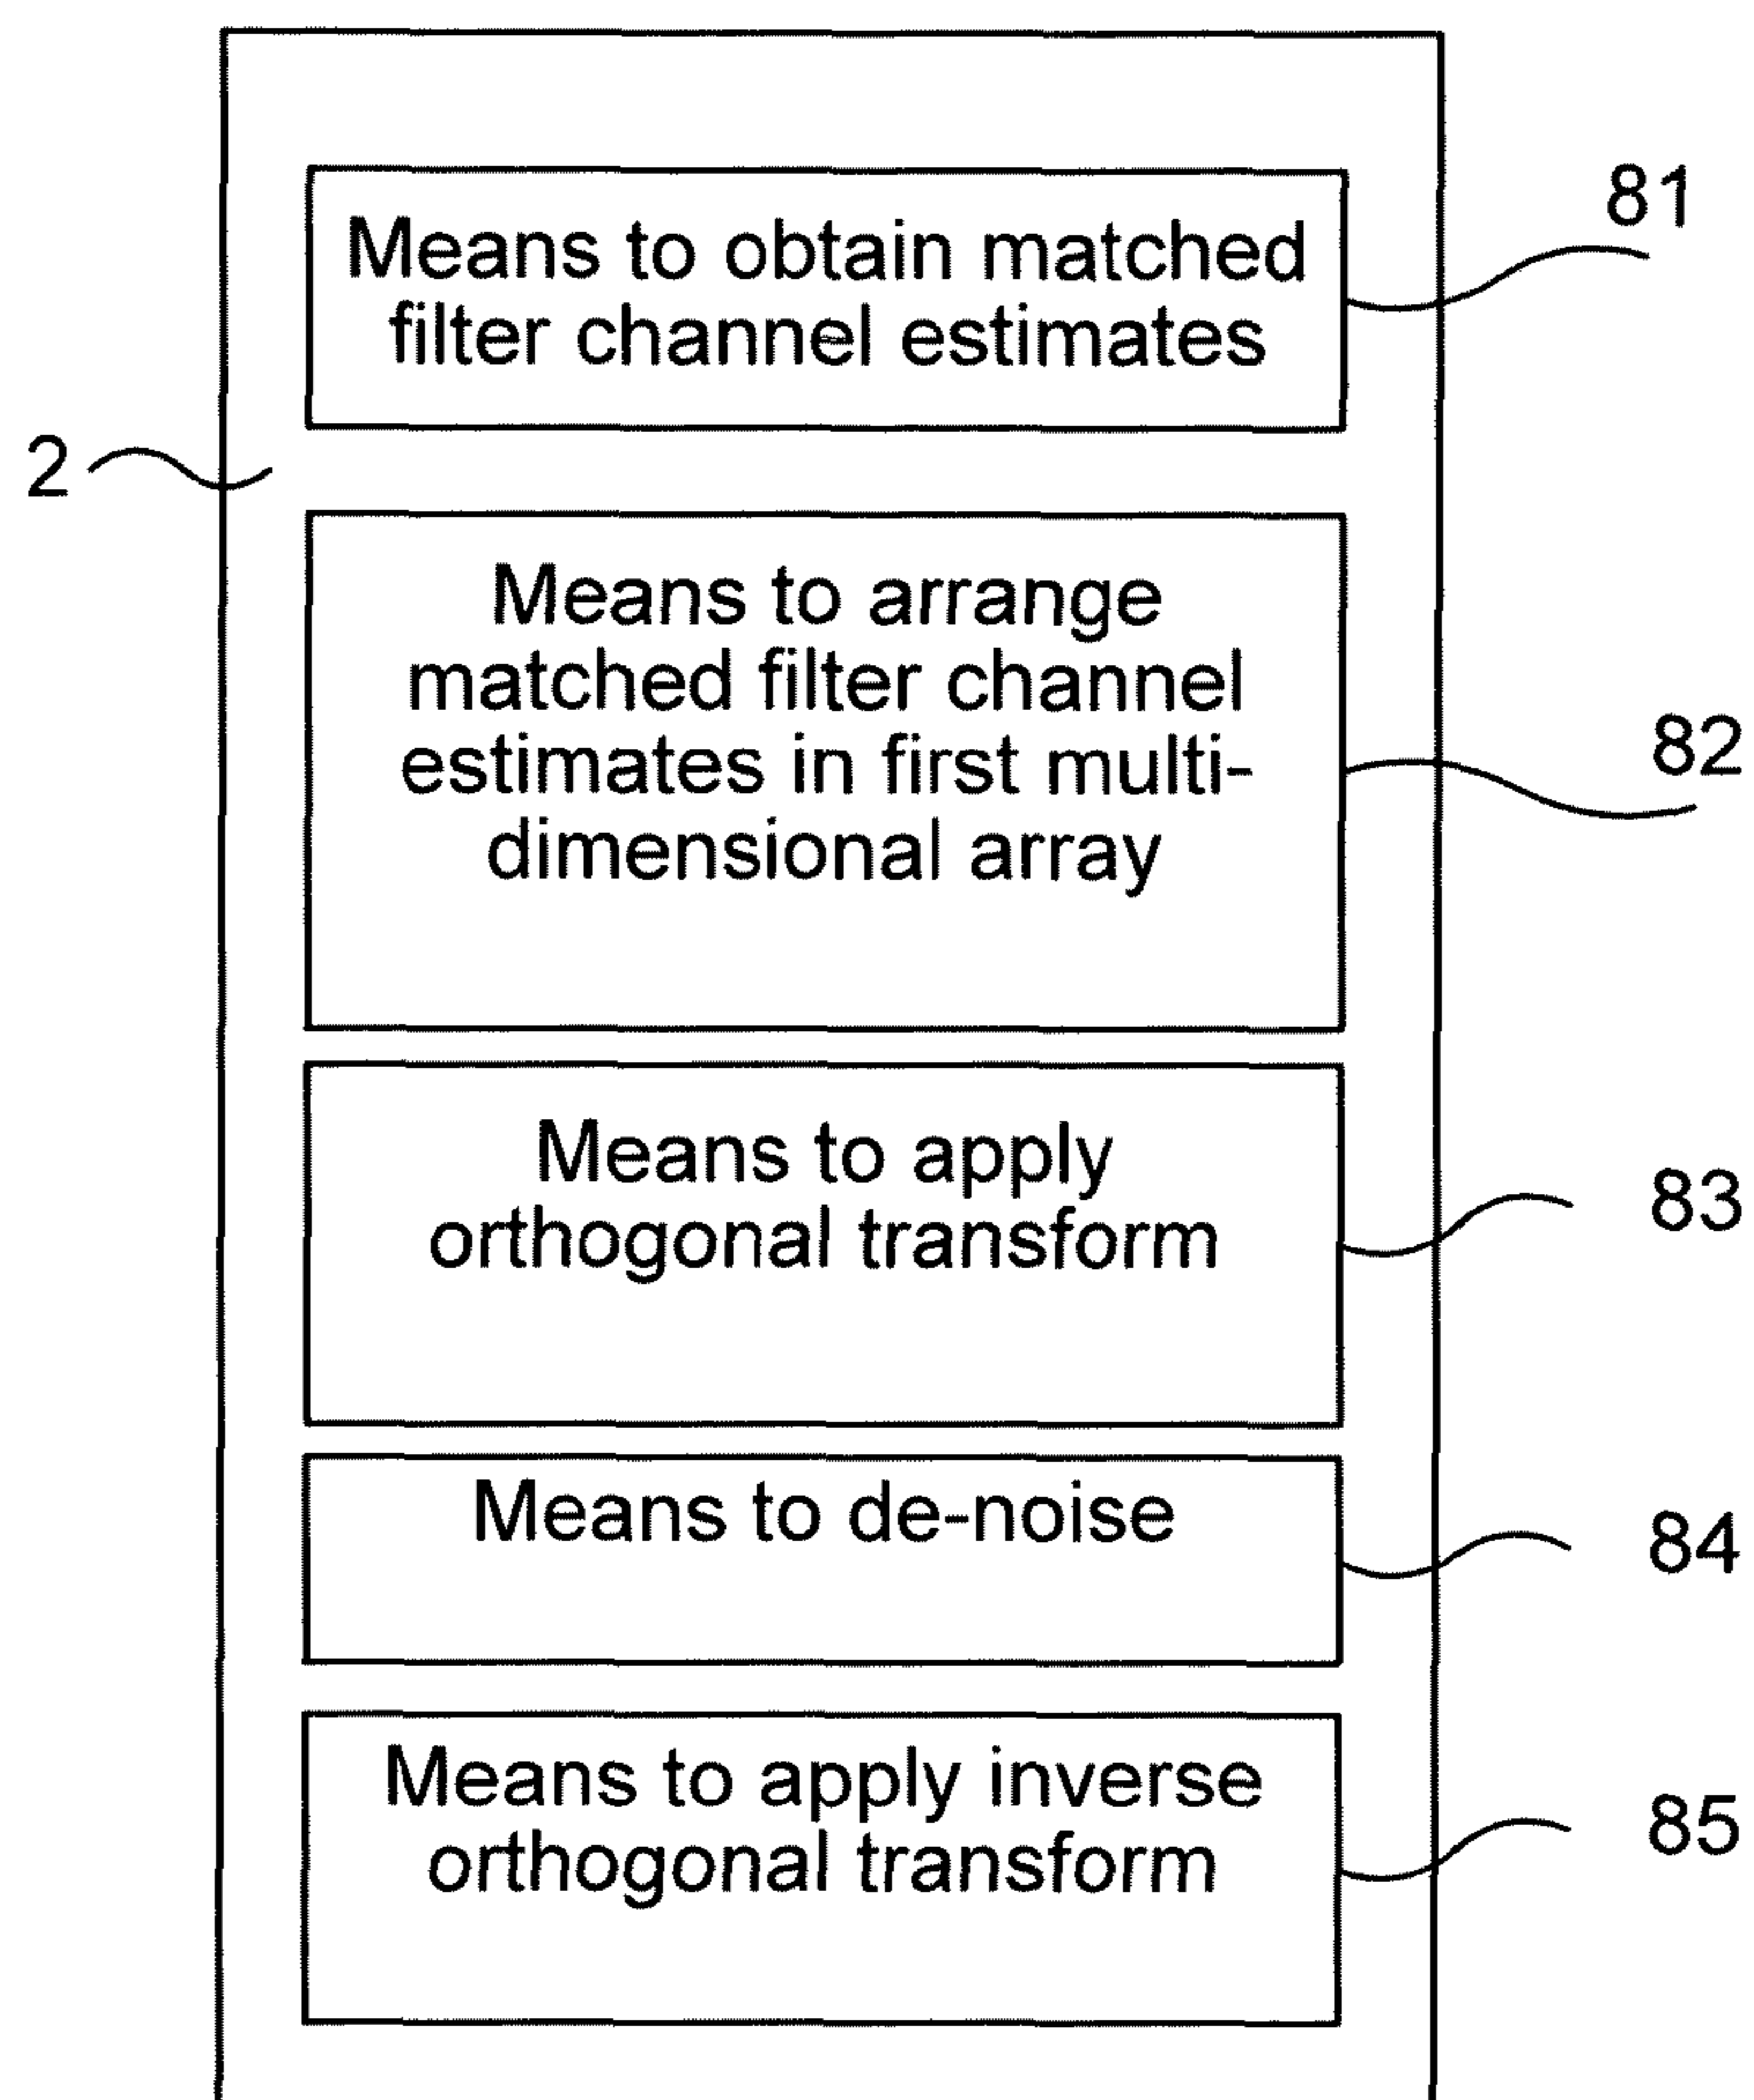 Means to obtain matched
filter channel estimates
81
2
Means to arrange
matched filter channel
estimates in first multi-
dimensional array
82
Means to apply
orthogonal transform
83
Means to de-noise
84
Means to apply inverse
orthogonal transform
85